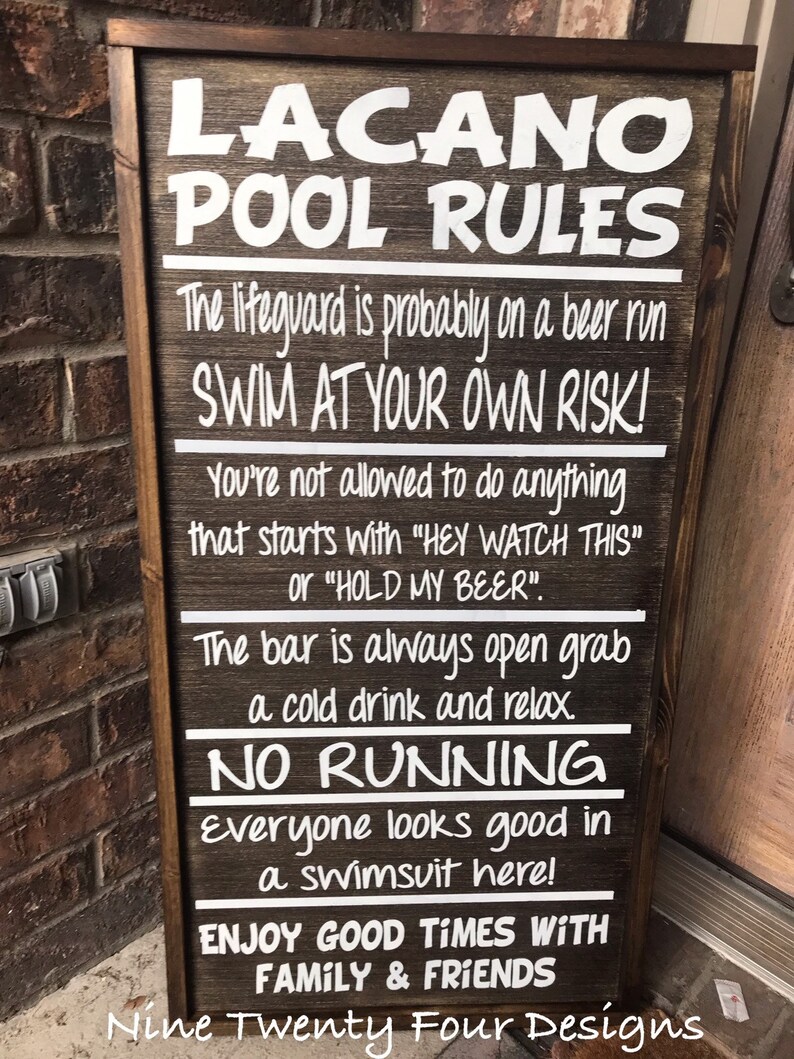 LACANO
POOL RULES
The lifeguard is probably on a beer run
SWIM AT YOUR OWN RISK!
You're not allowed to do anything
that starts with "HEY WATCH THIS"
or "HOLD MY BEER".
The bar is always open grab
a cold drink and relax.
NO RUNNING
Everyone looks good in
a swimsuit here!
ENJOY GOOD TiMES WiTH
FAMiLY & FRiENDS
Nine Twenty Four Designs